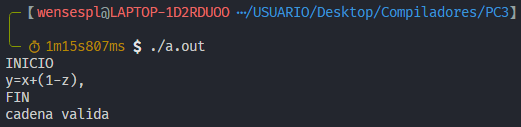 [wensespl@LAPTOP-1D2RDUOO ⋯/USUARIO/Desktop/Compiladores/PC3]
1m15s807ms $ ./a.out
INICIO
y=x+(1-z),
FIN
cadena valida